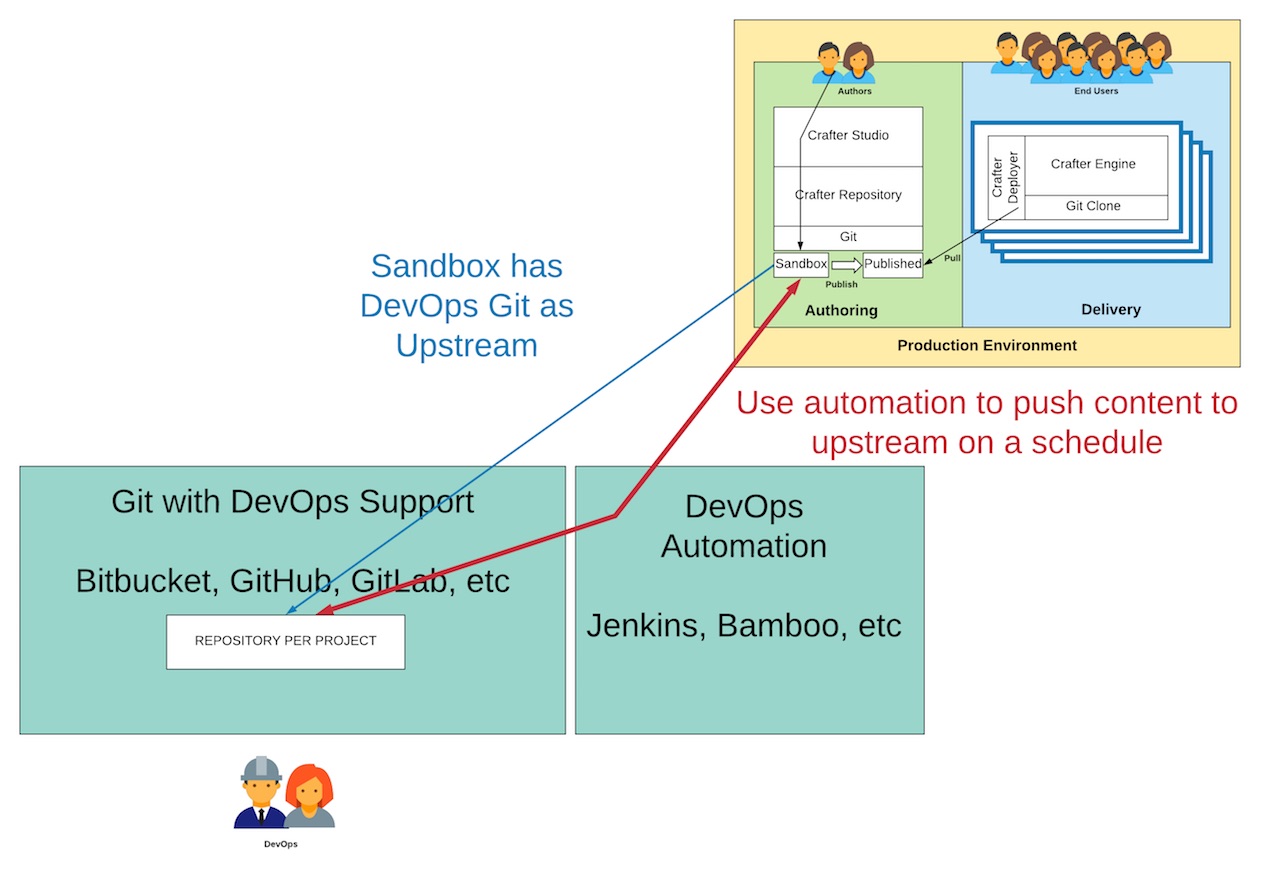 Authors
End Users
Crafter Studio
Crafter Repository
Git
Sandbox
Published
Publish
Authoring
Crafter
Deployer
Crafter Engine
Git Clone
Pull
Delivery
Production Environment
Sandbox has
DevOps Git as
Upstream
Use automation to push content to
upstream on a schedule
Git with DevOps Support
Bitbucket, GitHub, GitLab, etc
REPOSITORY PER PROJECT
DevOps
Automation
Jenkins, Bamboo, etc
DevOps